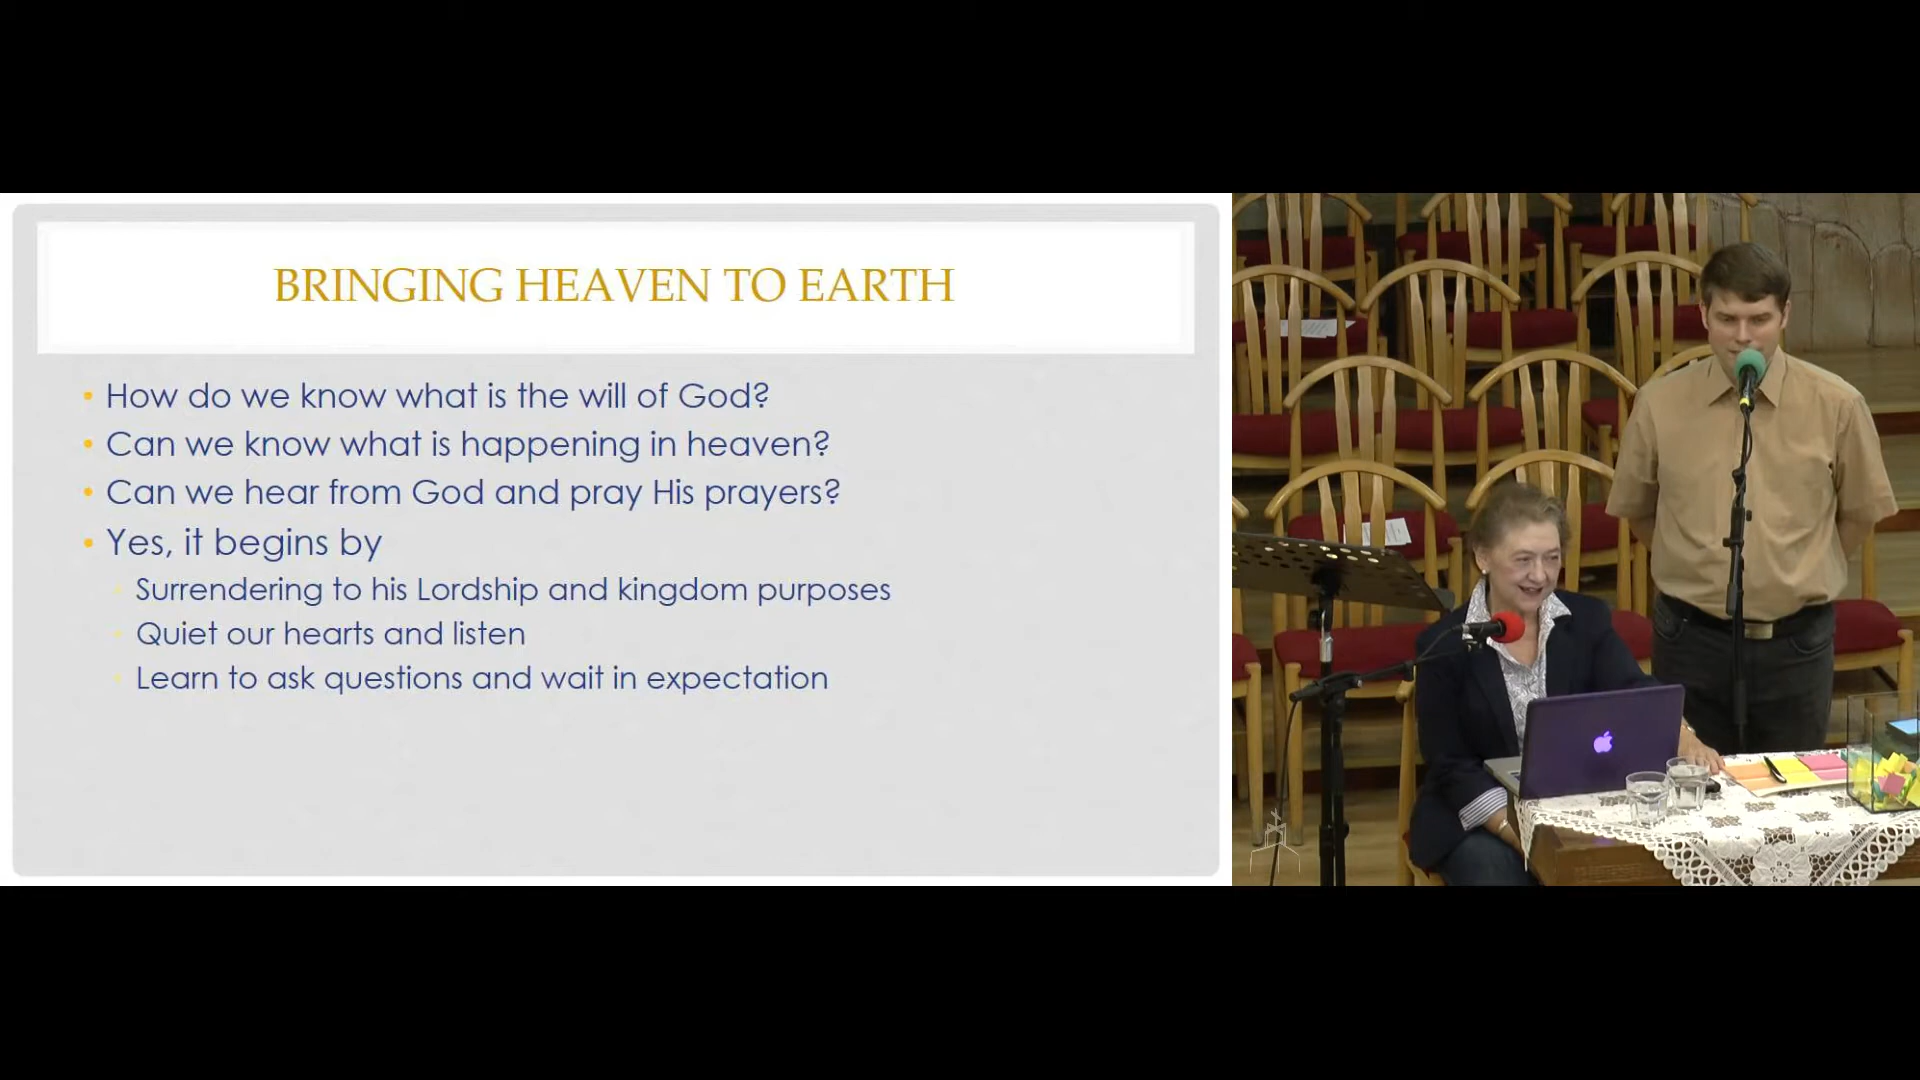 BRINGING HEAVEN TO EARTH
• How do we know what is the will of God?
• Can we know what is happening in heaven?
• Can we hear from God and pray His prayers?
• Yes, it begins by
• Surrendering to his Lordship and kingdom purposes
• Quiet our hearts and listen
• Learn to ask questions and wait in expectation